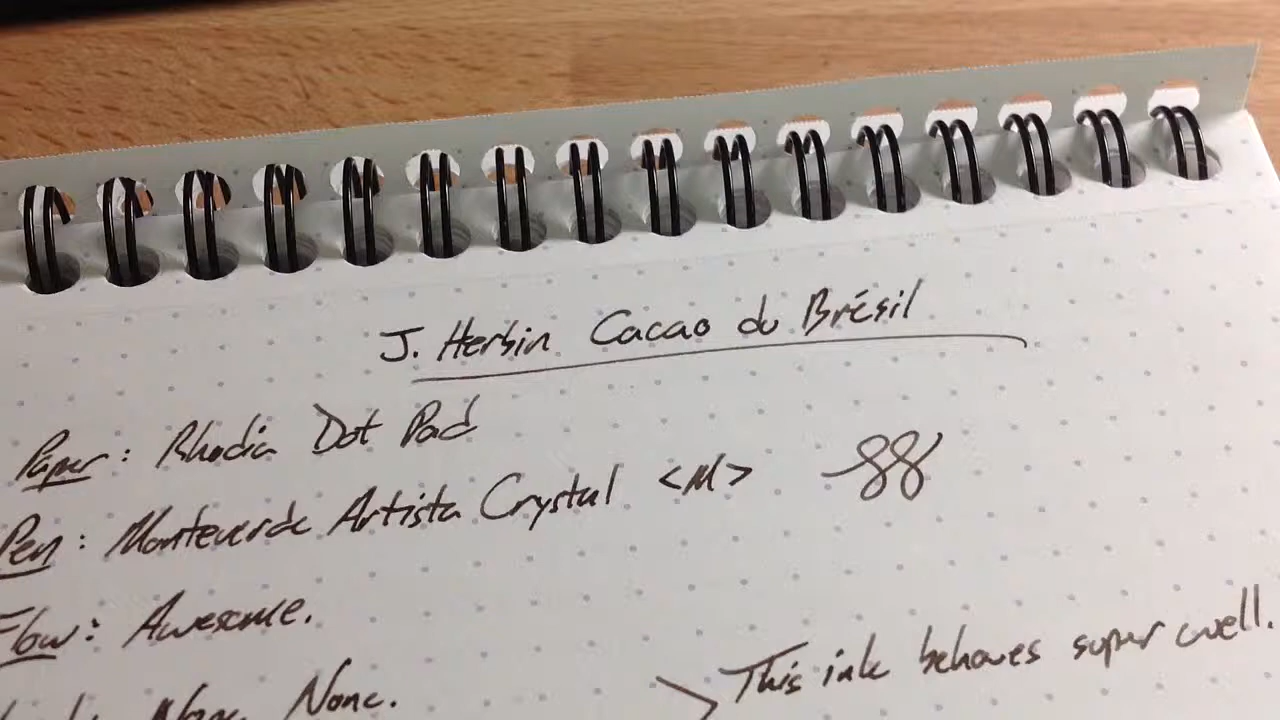 J. Herbin Cacao du Brésil
Paper: Rhodia Dot Pad
Pen: Monteverde Artista Crystal <M>
Flow: Awesome.
None. None.
This ink behaves super well.